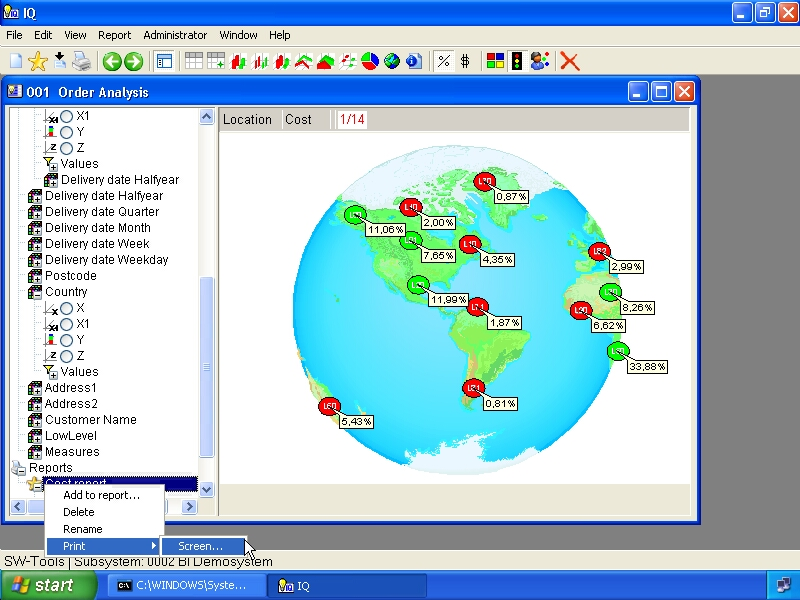 IQ
File Edit View Report Administrator Window Help
% $
001 Order Analysis
X1
Y
Z
Values
Delivery date Halfyear
Delivery date Halfyear
Delivery date Quarter
Delivery date Month
Delivery date Week
Delivery date Weekday
Postcode
Country
X
X1
Y
Z
Values
Address1
Address2
Customer Name
LowLevel
Measures
Reports
Cost report
Location Cost 1/14
0,87%
11,06%
2,00%
7,65%
4,35%
2,99%
11,99%
8,26%
1,87%
6,62%
33,88%
0,81%
5,43%
Add to report...
Delete
Rename
Print
Screen...
SW-Tools | Subsystem: 0002 BI Demosystem
start
C:\WINDOWS\Syste...
IQ